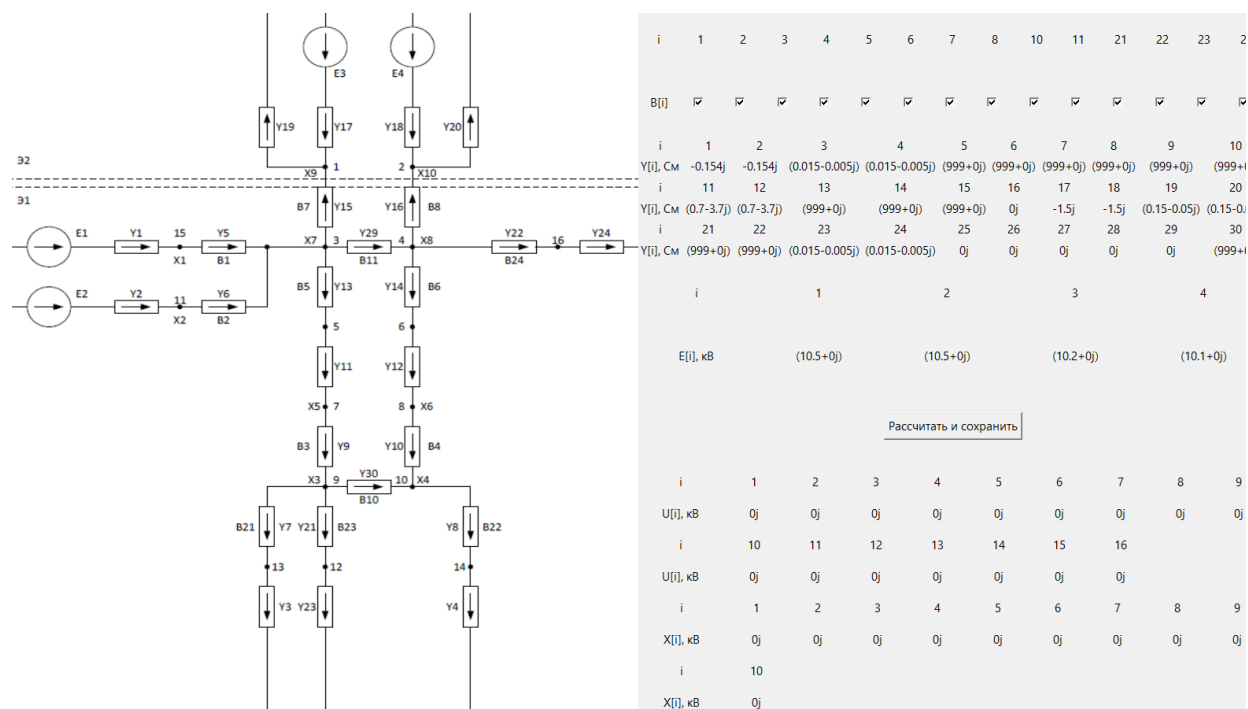 E3 E4
Y19 Y17 Y18 Y20
Э2
1 2
X9 X10
Э1
B7 Y15 Y16 B8
E1 Y1 15 Y5 X7 3 Y29 4 X8 Y22 16 Y24
X1 B1 B11 B24
E2 Y2 11 Y6 B5 Y13 Y14 B6
X2 B2
5 6
Y11 Y12
X5 7 8 X6
B3 Y9 Y10 B4
X3 9 Y30 10 X4
B10
B21 Y7 Y21 B23 Y8 B22
13 12 14
Y3 Y23 Y4
i 1 2 3 4 5 6 7 8 10 11 21 22 23
B[i]
i 1 2 3 4 5 6 7 8 9 10
Y[i], См -0.154j -0.154j (0.015-0.005j) (0.015-0.005j) (999+0j) (999+0j) (999+0j) (999+0j) (999+0j) (999+0
i 11 12 13 14 15 16 17 18 19 20
Y[i], См (0.7-3.7j) (0.7-3.7j) (999+0j) (999+0j) (999+0j) 0j -1.5j -1.5j (0.15-0.05j) (0.15-0.0
i 21 22 23 24 25 26 27 28 29 30
Y[i], См (999+0j) (999+0j) (0.015-0.005j) (0.015-0.005j) 0j 0j 0j 0j 0j (999+0
i 1 2 3 4
E[i], кВ (10.5+0j) (10.5+0j) (10.2+0j) (10.1+0j)
Рассчитать и сохранить
i 1 2 3 4 5 6 7 8 9
U[i], кВ 0j 0j 0j 0j 0j 0j 0j 0j 0j
i 10 11 12 13 14 15 16
U[i], кВ 0j 0j 0j 0j 0j 0j 0j
i 1 2 3 4 5 6 7 8 9
X[i], кВ 0j 0j 0j 0j 0j 0j 0j 0j 0j
i 10
X[i], кВ 0j